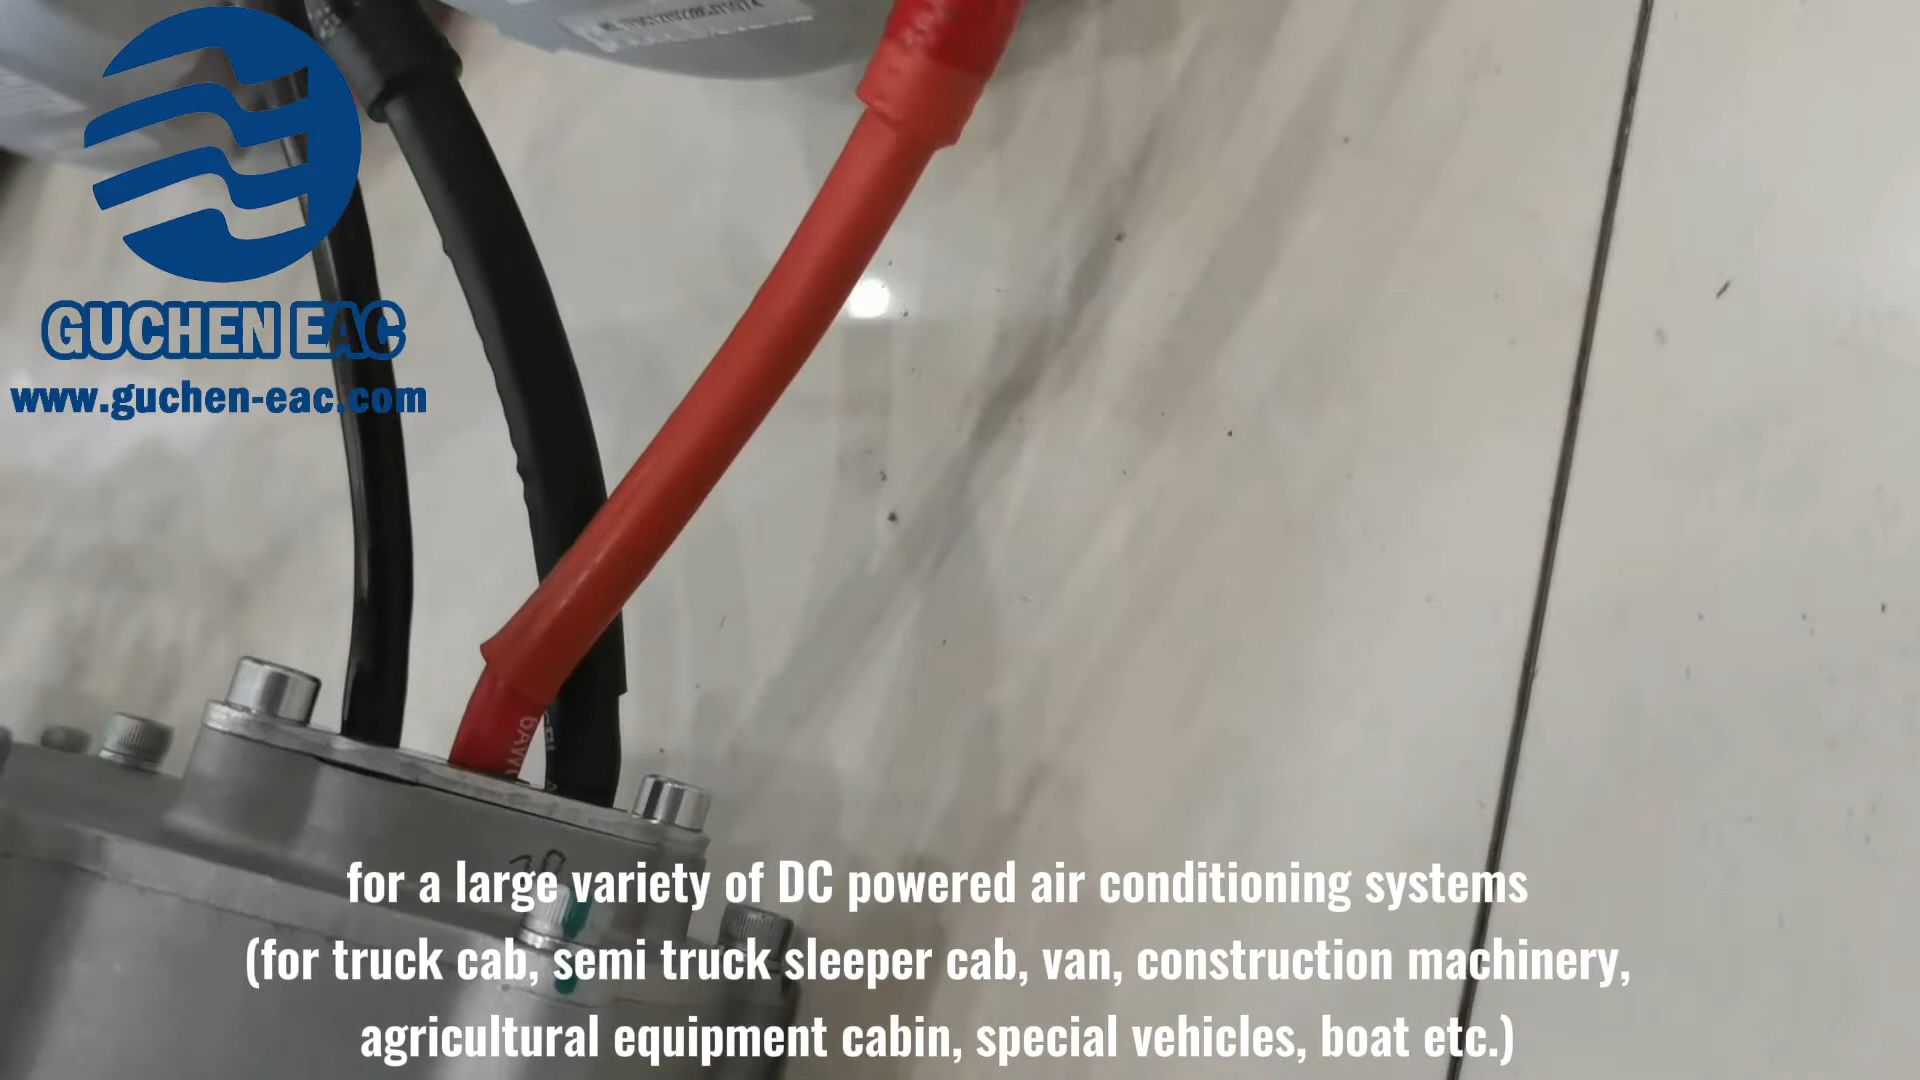 GUCHEN EAC
www.guchen-eac.com
6AWG
for a large variety of DC powered air conditioning systems
(for truck cab, semi truck sleeper cab, van, construction machinery,
agricultural equipment cabin, special vehicles, boat etc.)